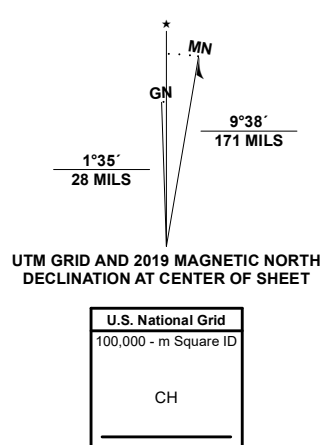 ★
MN
GN
9°38´
171 MILS
1°35´
28 MILS
UTM GRID AND 2019 MAGNETIC NORTH
DECLINATION AT CENTER OF SHEET
U.S. National Grid
100,000 - m Square ID
CH